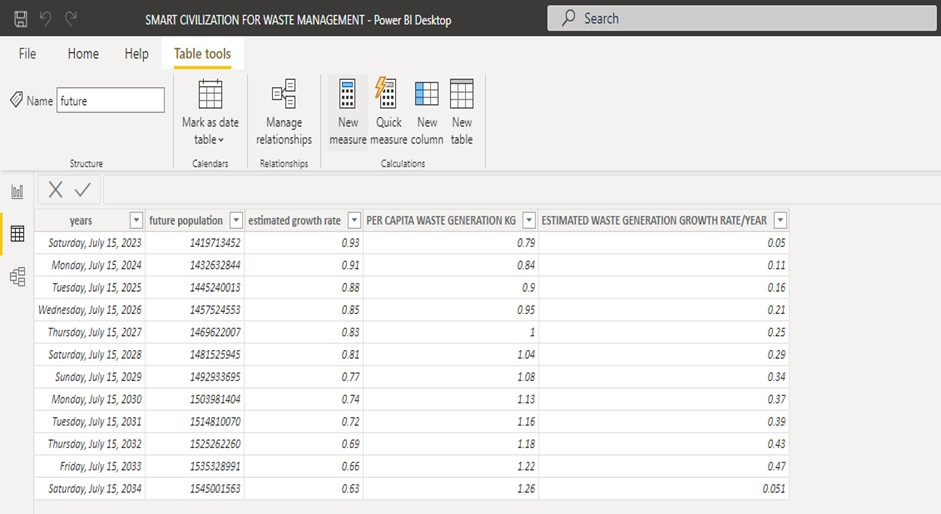 SMART CIVILIZATION FOR WASTE MANAGEMENT - Power BI Desktop Search
File Home Help Table tools
Name future
Mark as date table
Manage relationships
New measure
Quick measure
New column
New table
Structure Calendars Relationships Calculations
years future population estimated growth rate PER CAPITA WASTE GENERATION KG ESTIMATED WASTE GENERATION GROWTH RATE/YEAR
Saturday, July 15, 2023 1419713452 0.93 0.79 0.05
Monday, July 15, 2024 1432632844 0.91 0.84 0.11
Tuesday, July 15, 2025 1445240013 0.88 0.9 0.16
Wednesday, July 15, 2026 1457524553 0.85 0.95 0.21
Thursday, July 15, 2027 1469622007 0.83 1 0.25
Saturday, July 15, 2028 1481525945 0.81 1.04 0.29
Sunday, July 15, 2029 1492933695 0.77 1.08 0.34
Monday, July 15, 2030 1503981404 0.74 1.13 0.37
Tuesday, July 15, 2031 1514810070 0.72 1.16 0.39
Thursday, July 15, 2032 1525262260 0.69 1.18 0.43
Friday, July 15, 2033 1535328991 0.66 1.22 0.47
Saturday, July 15, 2034 1545001563 0.63 1.26 0.051